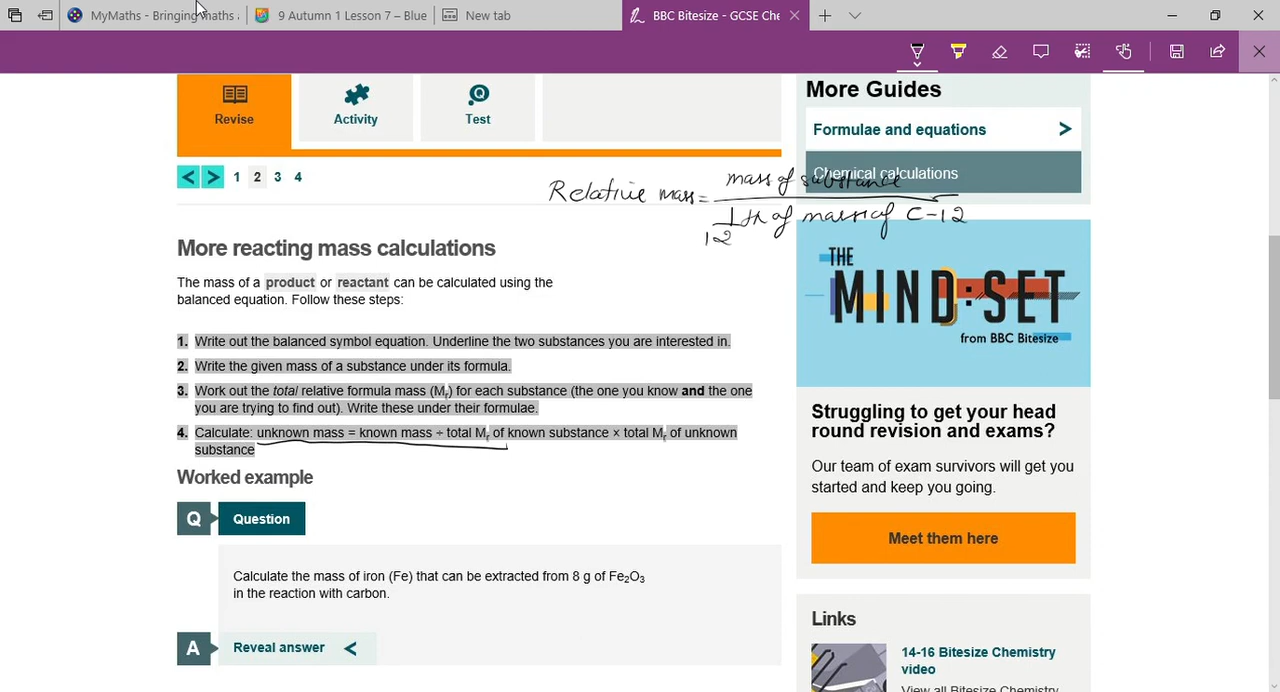 MyMaths - Bringing maths
9 Autumn 1 Lesson 7 – Blue
New tab
BBC Bitesize - GCSE Che
Revise
Activity
Test
More Guides
Formulae and equations
Chemical calculations
1 2 3 4
Relative mass = mass of substance
1/12 th of mass of C-12
More reacting mass calculations
The mass of a product or reactant can be calculated using the
balanced equation. Follow these steps:
1. Write out the balanced symbol equation. Underline the two substances you are interested in.
2. Write the given mass of a substance under its formula.
3. Work out the total relative formula mass (Mr) for each substance (the one you know and the one
you are trying to find out). Write these under their formulae.
4. Calculate: unknown mass = known mass ÷ total Mr of known substance × total Mr of unknown
substance
Worked example
Q Question
Calculate the mass of iron (Fe) that can be extracted from 8 g of Fe₂O₃
in the reaction with carbon.
A Reveal answer
THE
MIND:SET
from BBC Bitesize
Struggling to get your head
round revision and exams?
Our team of exam survivors will get you
started and keep you going.
Meet them here
Links
14-16 Bitesize Chemistry
video
View all Bitesize Chemistry